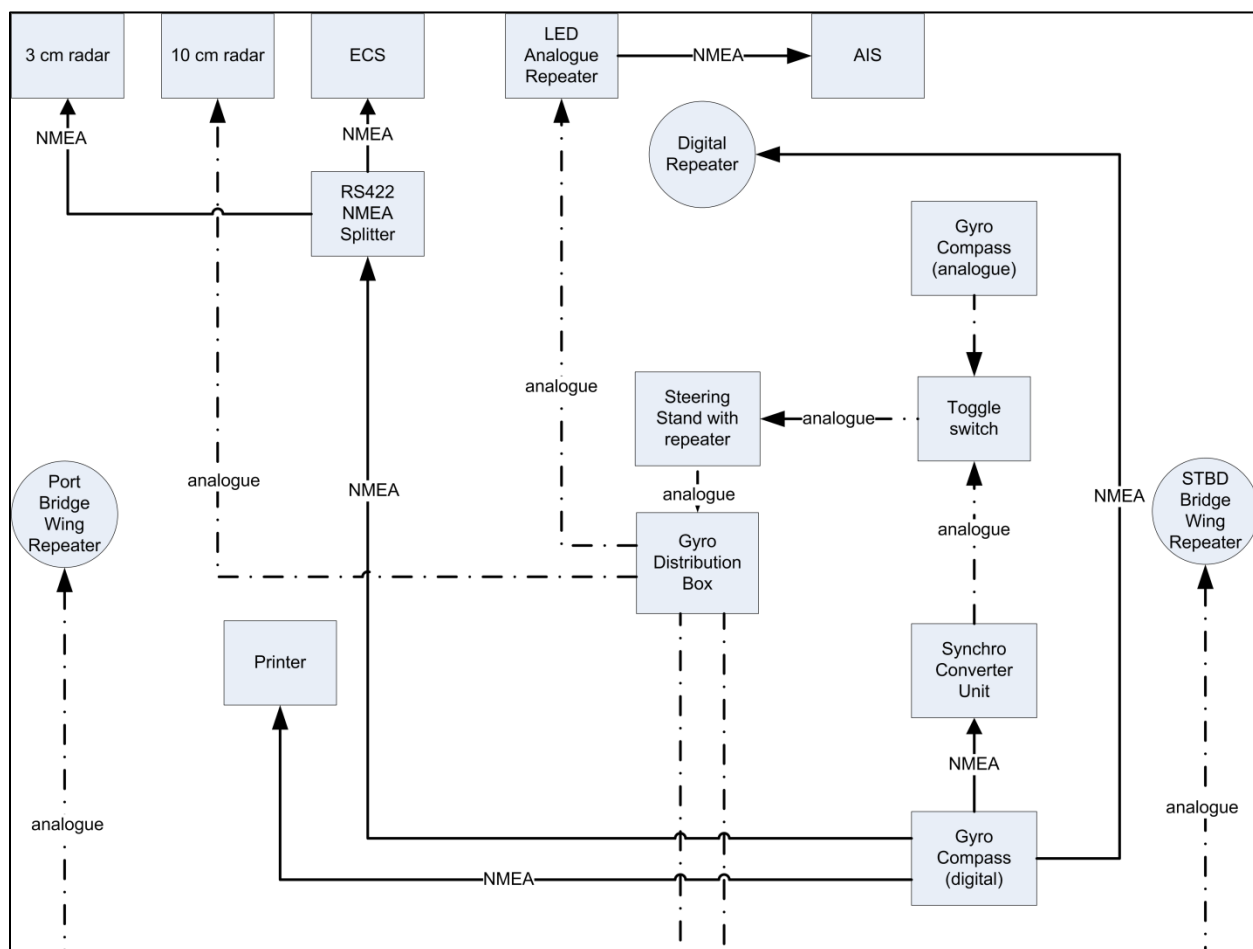 3 cm radar
10 cm radar
ECS
LED
Analogue
Repeater
NMEA
AIS
NMEA
NMEA
Digital
Repeater
RS422
NMEA
Splitter
Gyro
Compass
(analogue)
analogue
Steering
Stand with
repeater
analogue
Toggle
switch
analogue
NMEA
analogue
NMEA
Port
Bridge
Wing
Repeater
STBD
Bridge
Wing
Repeater
Gyro
Distribution
Box
analogue
Printer
Synchro
Converter
Unit
NMEA
analogue
analogue
Gyro
Compass
(digital)
NMEA